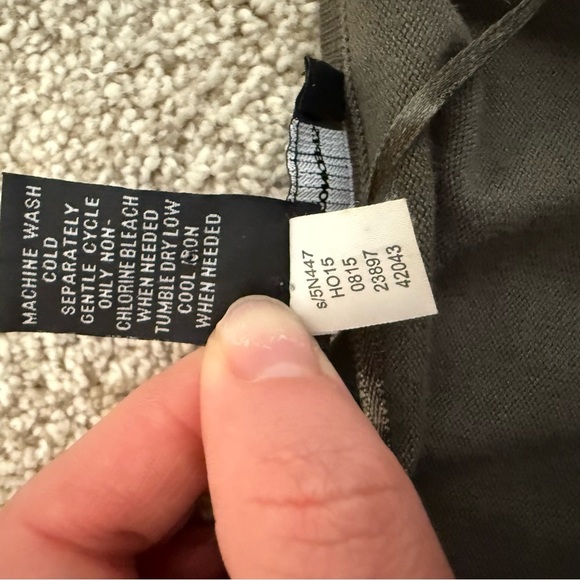 MACHINE WASH
COLD
SEPARATELY
GENTLE CYCLE
ONLY NON-
CHLORINE BLEACH
WHEN NEEDED
TUMBLE DRY LOW
COOL IRON
WHEN NEEDED
s/5N447
HO15
0815
23897
42043